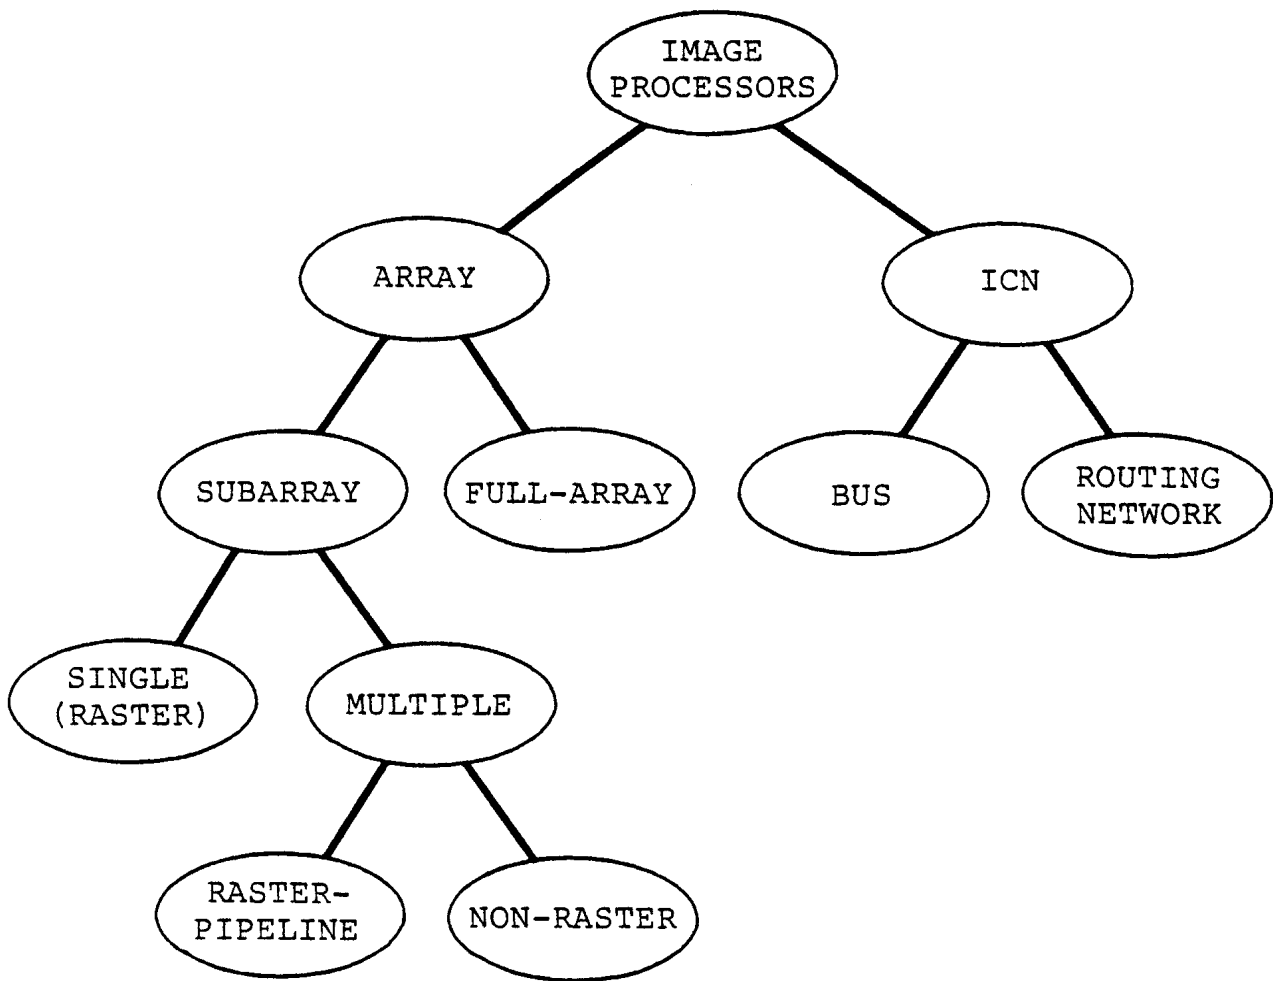 IMAGE
PROCESSORS
ARRAY
ICN
SUBARRAY
FULL-ARRAY
BUS
ROUTING
NETWORK
SINGLE
(RASTER)
MULTIPLE
RASTER-
PIPELINE
NON-RASTER